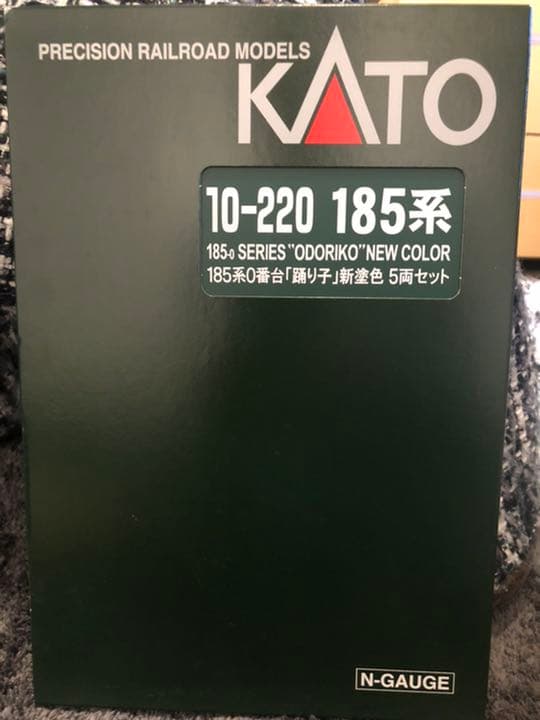 PRECISION RAILROAD MODELS
KATO
10-220 185系
185-0 SERIES "ODORIKO" NEW COLOR
185系0番台「踊り子」新塗色 5両セット
N-GAUGE